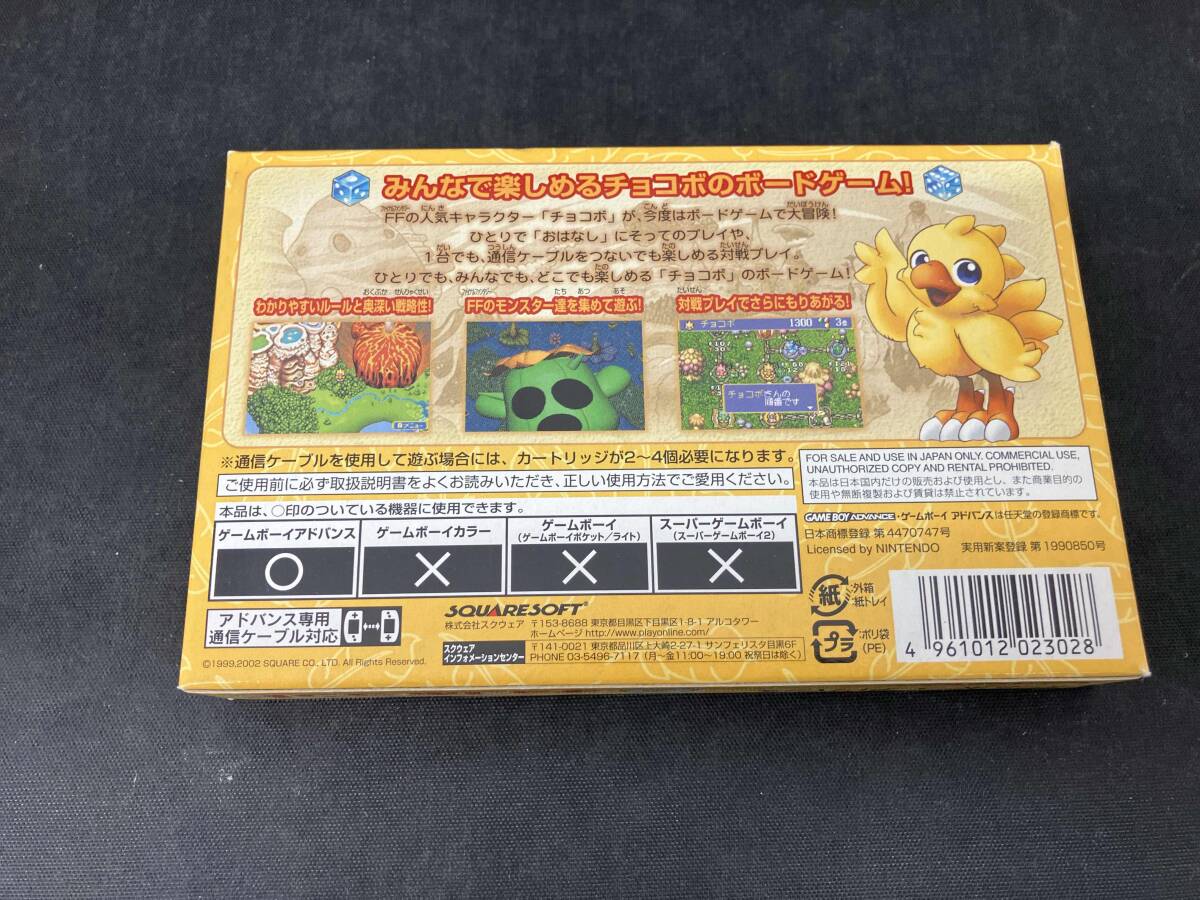 みんなで楽しめるチョコボのボードゲーム!
FFの人気キャラクター「チョコボ」が、今度はボードゲームで大冒険!
ひとりで「おはなし」にそってのプレイや、
1台でも、通信ケーブルをつないでも楽しめる対戦プレイ。
ひとりでも、みんなでも、どこでも楽しめる「チョコボ」のボードゲーム!
わかりやすいルールと奥深い戦略性!
FFのモンスター達を集めて遊ぶ!
対戦プレイでさらにもりあがる!
チョコボ 1300 3
チョコボさんの
順番です
メニュー
※通信ケーブルを使用して遊ぶ場合には、カートリッジが2〜4個必要になります。
ご使用前に必ず取扱説明書をよくお読みいただき、正しい使用方法でご愛用ください。
本品は、○印のついている機器に使用できます。
ゲームボーイアドバンス
ゲームボーイカラー
ゲームボーイ
(ゲームボーイポケット/ライト)
スーパーゲームボーイ
(スーパーゲームボーイ2)
○ × × ×
アドバンス専用
通信ケーブル対応
©1999,2002 SQUARE CO., LTD. All Rights Reserved.
SQUARESOFT®
株式会社スクウェア 〒153-8688 東京都目黒区下目黒区1-8-1 アルコタワー
ホームページ http://www.playonline.com/
スクウェア
インフォメーションセンター
〒141-0021 東京都品川区上大崎2-27-1 サンフェリスタ目黒6F
PHONE 03-5496-7117(月〜金11:00〜19:00 祝祭日は除く)
FOR SALE AND USE IN JAPAN ONLY. COMMERCIAL USE,
UNAUTHORIZED COPY AND RENTAL PROHIBITED.
本品は日本国内だけの販売および使用とし、また商業目的の
使用や無断複製および賃貸は禁止されています。
GAME BOY ADVANCE・ゲームボーイ アドバンスは任天堂の登録商標です。
日本商標登録 第4470747号
Licensed by NINTENDO 実用新案登録 第1990850号
紙
:外箱
:紙トレイ
プラ
:ポリ袋
(PE)
4 961012 023028